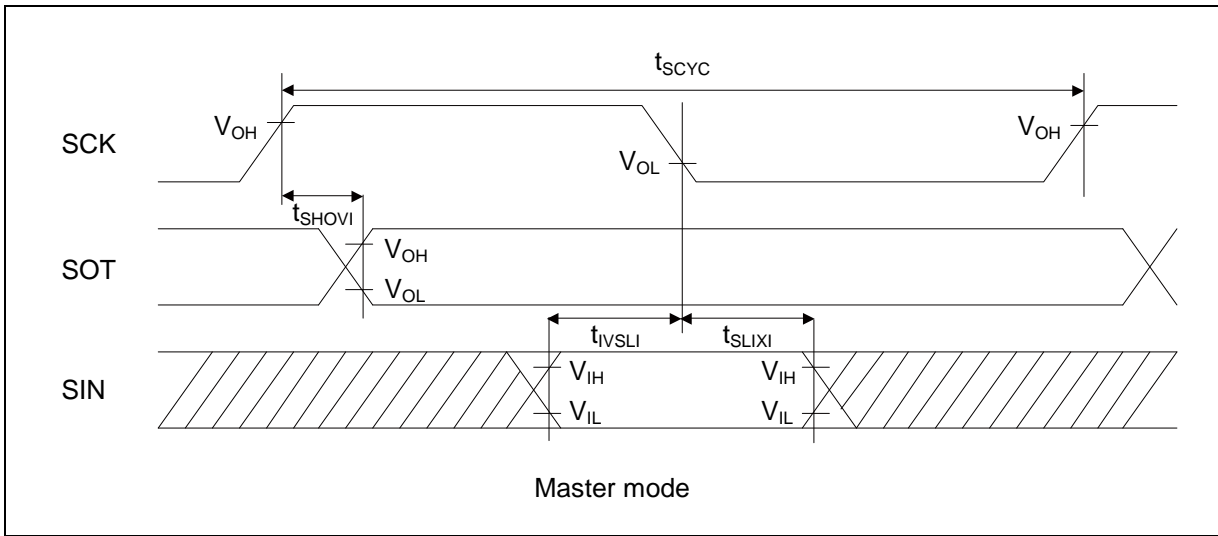 tSCYC
VOH
VOH
SCK
VOL
tSHOVI
VOH
SOT
VOL
tIVSLI
tSLIXI
VIH
VIH
SIN
VIL
VIL
Master mode